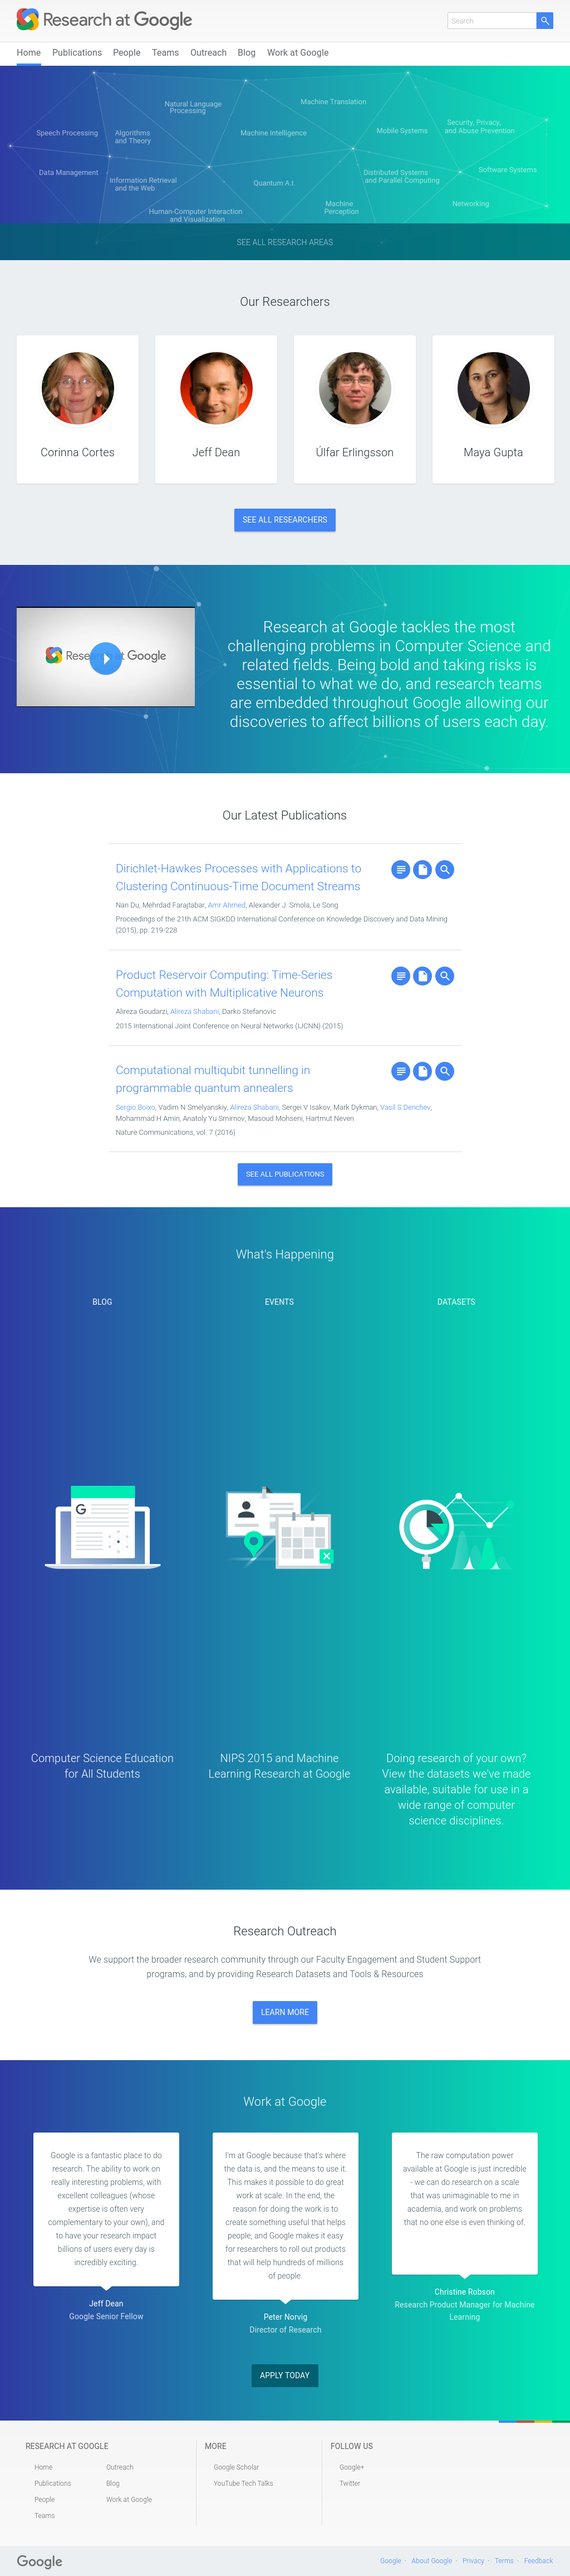 Research at Google
Search
Home Publications People Teams Outreach Blog Work at Google
Natural Language
Processing
Machine Translation
Speech Processing
Algorithms
and Theory
Machine Intelligence
Mobile Systems
Security, Privacy,
and Abuse Prevention
Data Management
Information Retrieval
and the Web
Quantum A.I.
Distributed Systems
and Parallel Computing
Software Systems
Human-Computer Interaction
and Visualization
Machine
Perception
Networking
SEE ALL RESEARCH AREAS
Our Researchers
Corinna Cortes
Jeff Dean
Úlfar Erlingsson
Maya Gupta
SEE ALL RESEARCHERS
Research at Google
Research at Google tackles the most
challenging problems in Computer Science and
related fields. Being bold and taking risks is
essential to what we do, and research teams
are embedded throughout Google allowing our
discoveries to affect billions of users each day.
Our Latest Publications
Dirichlet-Hawkes Processes with Applications to
Clustering Continuous-Time Document Streams
Nan Du, Mehrdad Farajtabar, Amr Ahmed, Alexander J. Smola, Le Song
Proceedings of the 21th ACM SIGKDD International Conference on Knowledge Discovery and Data Mining
(2015), pp. 219-228
Product Reservoir Computing: Time-Series
Computation with Multiplicative Neurons
Alireza Goudarzi, Alireza Shabani, Darko Stefanovic
2015 International Joint Conference on Neural Networks (IJCNN) (2015)
Computational multiqubit tunnelling in
programmable quantum annealers
Sergio Boixo, Vadim N Smelyanskiy, Alireza Shabani, Sergei V Isakov, Mark Dykman, Vasil S Denchev,
Mohammad H Amin, Anatoly Yu Smirnov, Masoud Mohseni, Hartmut Neven
Nature Communications, vol. 7 (2016)
SEE ALL PUBLICATIONS
What's Happening
BLOG
EVENTS
DATASETS
G
Computer Science Education
for All Students
NIPS 2015 and Machine
Learning Research at Google
Doing research of your own?
View the datasets we've made
available, suitable for use in a
wide range of computer
science disciplines.
Research Outreach
We support the broader research community through our Faculty Engagement and Student Support
programs, and by providing Research Datasets and Tools & Resources
LEARN MORE
Work at Google
Google is a fantastic place to do
research. The ability to work on
really interesting problems, with
excellent colleagues (whose
expertise is often very
complementary to your own), and
to have your research impact
billions of users every day is
incredibly exciting.
Jeff Dean
Google Senior Fellow
I'm at Google because that's where
the data is, and the means to use it.
This makes it possible to do great
work at scale. In the end, the
reason for doing the work is to
create something useful that helps
people, and Google makes it easy
for researchers to roll out products
that will help hundreds of millions
of people.
Peter Norvig
Director of Research
The raw computation power
available at Google is just incredible
- we can do research on a scale
that was unimaginable to me in
academia, and work on problems
that no one else is even thinking of.
Christine Robson
Research Product Manager for Machine
Learning
APPLY TODAY
RESEARCH AT GOOGLE
Home
Publications
People
Teams
Outreach
Blog
Work at Google
MORE
Google Scholar
YouTube Tech Talks
FOLLOW US
Google+
Twitter
Google
Google · About Google · Privacy · Terms · Feedback